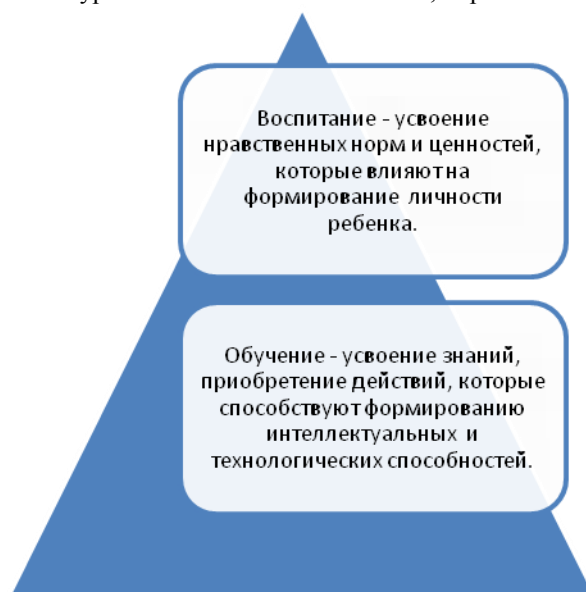 Воспитание - усвоение
нравственных норм и ценностей,
которые влияют на
формирование личности
ребенка.
Обучение - усвоение знаний,
приобретение действий, которые
способствуют формированию
интеллектуальных и
технологических способностей.